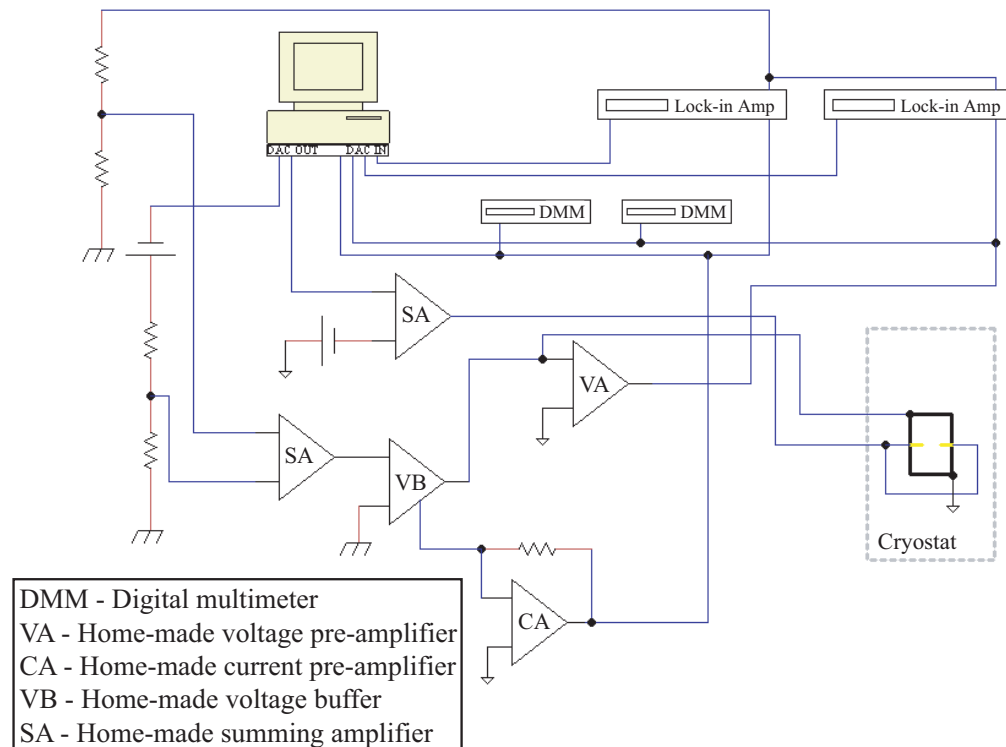 Lock-in Amp
Lock-in Amp
DAC OUT DAC IN
DMM
DMM
SA
VA
SA
VB
CA
Cryostat
DMM - Digital multimeter
VA - Home-made voltage pre-amplifier
CA - Home-made current pre-amplifier
VB - Home-made voltage buffer
SA - Home-made summing amplifier